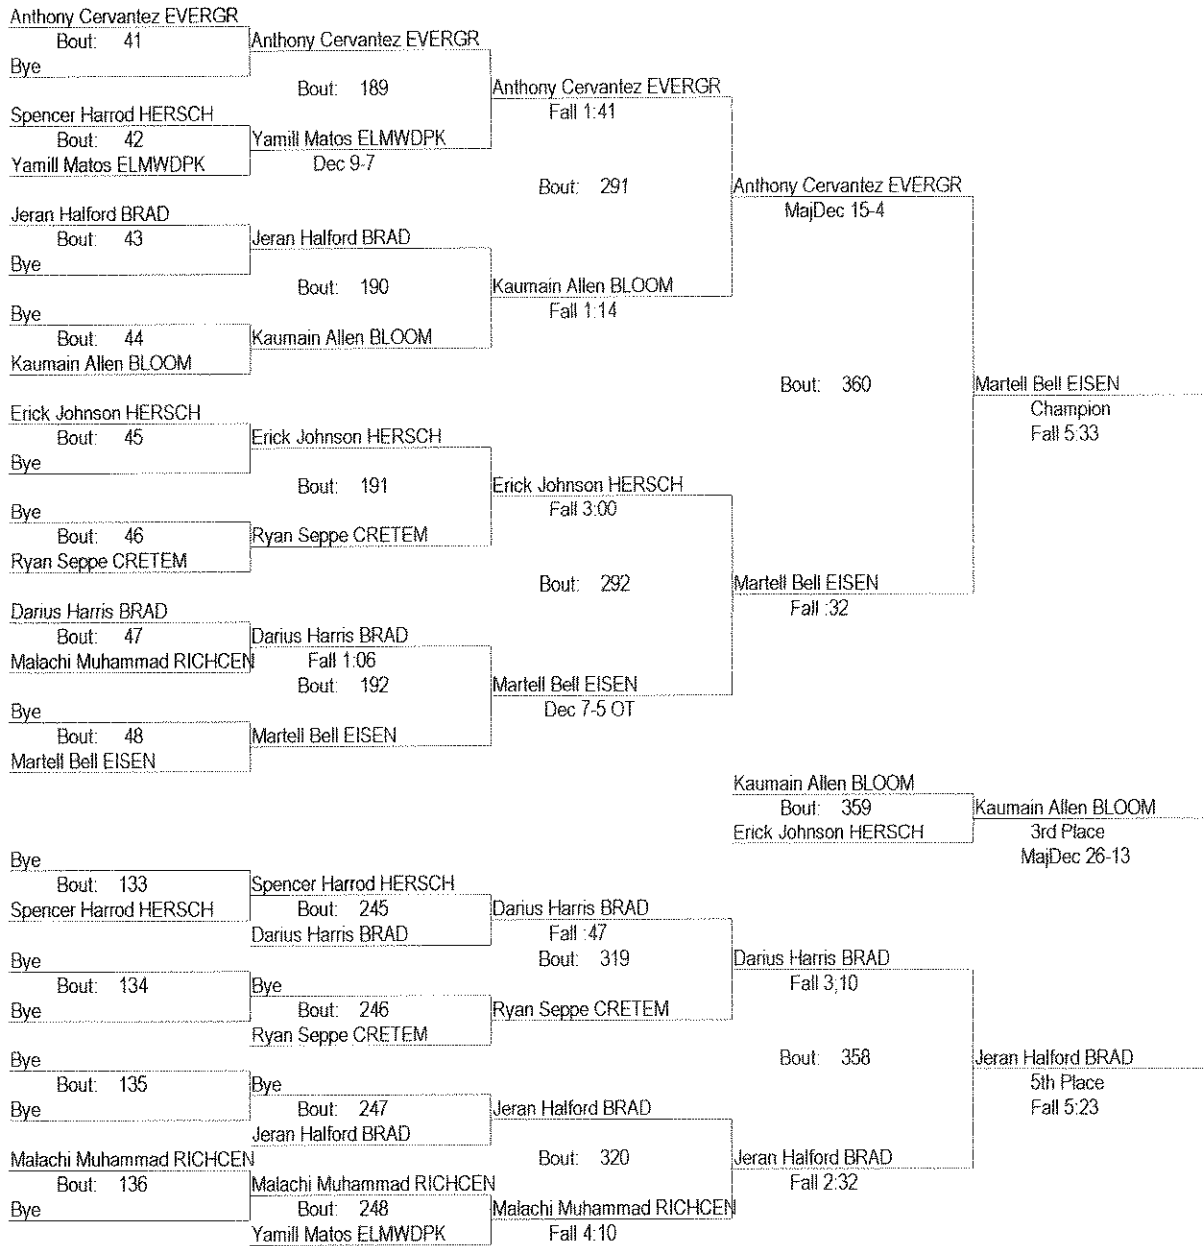 Anthony Cervantez EVERGR
Bout: 41
Bye
Anthony Cervantez EVERGR
Bout: 189
Spencer Harrod HERSCH
Bout: 42
Yamill Matos ELMWDPK
Yamill Matos ELMWDPK
Dec 9-7
Anthony Cervantez EVERGR
Fall 1:41
Bout: 291
Jeran Halford BRAD
Bout: 43
Bye
Jeran Halford BRAD
Bout: 190
Bye
Bout: 44
Kaumain Allen BLOOM
Kaumain Allen BLOOM
Kaumain Allen BLOOM
Fall 1:14
Anthony Cervantez EVERGR
MajDec 15-4
Bout: 360
Erick Johnson HERSCH
Bout: 45
Bye
Erick Johnson HERSCH
Bout: 191
Bye
Bout: 46
Ryan Seppe CRETEM
Ryan Seppe CRETEM
Erick Johnson HERSCH
Fall 3:00
Bout: 292
Darius Harris BRAD
Bout: 47
Malachi Muhammad RICHCEN
Darius Harris BRAD
Fall 1:06
Bout: 192
Bye
Bout: 48
Martell Bell EISEN
Martell Bell EISEN
Martell Bell EISEN
Dec 7-5 OT
Martell Bell EISEN
Fall :32
Martell Bell EISEN
Champion
Fall 5:33
Kaumain Allen BLOOM
Bout: 359
Erick Johnson HERSCH
Kaumain Allen BLOOM
3rd Place
MajDec 26-13
Bye
Bout: 133
Spencer Harrod HERSCH
Spencer Harrod HERSCH
Bout: 245
Darius Harris BRAD
Darius Harris BRAD
Fall :47
Bout: 319
Bye
Bout: 134
Bye
Bye
Bout: 246
Ryan Seppe CRETEM
Ryan Seppe CRETEM
Darius Harris BRAD
Fall 3;10
Bout: 358
Bye
Bout: 135
Bye
Bye
Bout: 247
Jeran Halford BRAD
Jeran Halford BRAD
Bout: 320
Malachi Muhammad RICHCEN
Bout: 136
Bye
Malachi Muhammad RICHCEN
Bout: 248
Yamill Matos ELMWDPK
Malachi Muhammad RICHCEN
Fall 4:10
Jeran Halford BRAD
Fall 2:32
Jeran Halford BRAD
5th Place
Fall 5:23